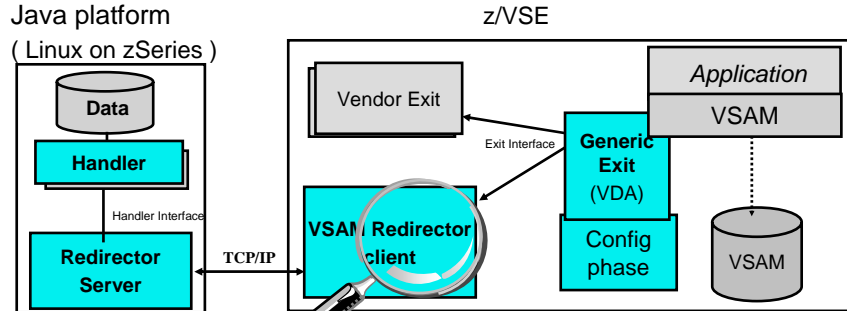 Java platform
( Linux on zSeries )
Data
Handler
Handler Interface
Redirector
Server
TCP/IP
z/VSE
Vendor Exit
Exit Interface
VSAM Redirector
client
Generic
Exit
(VDA)
Config
phase
Application
VSAM
VSAM